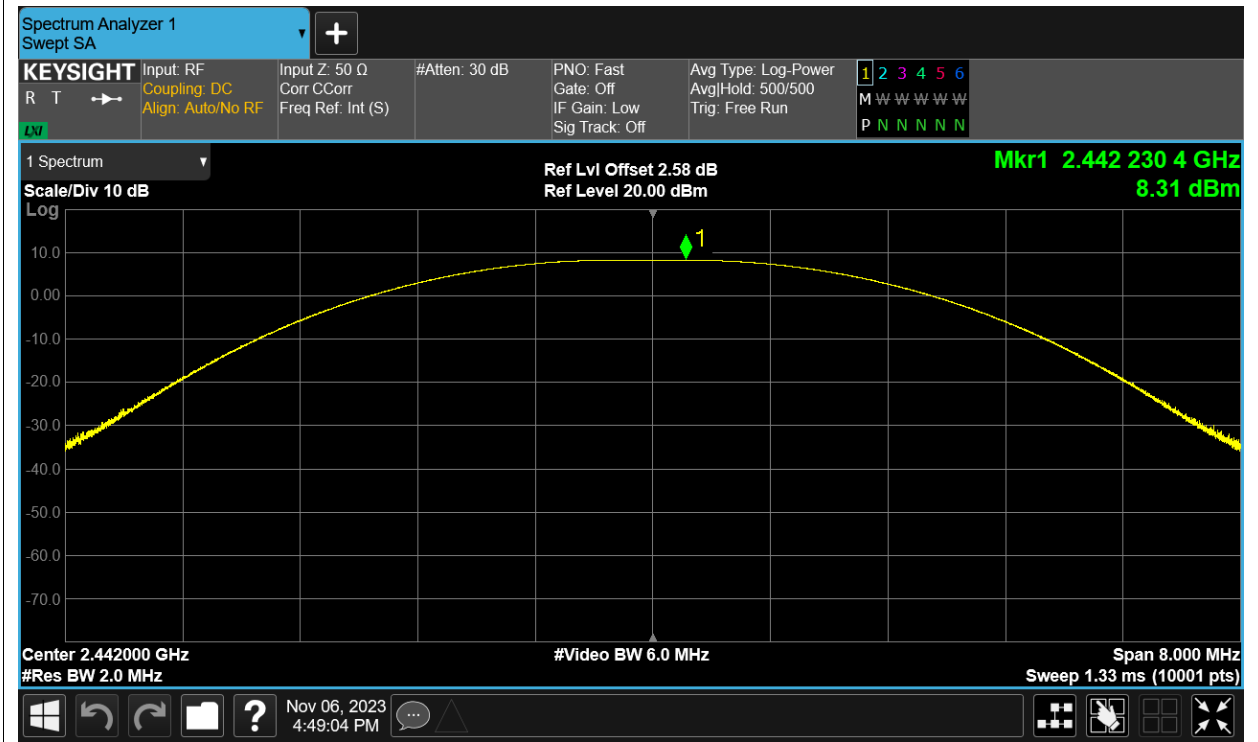 Spectrum Analyzer 1
Swept SA
+
KEYSIGHT
R T
LXI
Input: RF
Coupling: DC
Align: Auto/No RF
Input Z: 50 Ω
Corr CCorr
Freq Ref: Int (S)
#Atten: 30 dB
PNO: Fast
Gate: Off
IF Gain: Low
Sig Track: Off
Avg Type: Log-Power
Avg|Hold: 500/500
Trig: Free Run
1 2 3 4 5 6
M W W W W W
P N N N N N N
1 Spectrum
Scale/Div 10 dB
Log
Ref Lvl Offset 2.58 dB
Ref Level 20.00 dBm
Mkr1 2.442 230 4 GHz
8.31 dBm
1
10.0
0.00
-10.0
-20.0
-30.0
-40.0
-50.0
-60.0
-70.0
Center 2.442000 GHz
#Res BW 2.0 MHz
#Video BW 6.0 MHz
Span 8.000 MHz
Sweep 1.33 ms (10001 pts)
?
Nov 06, 2023
4:49:04 PM